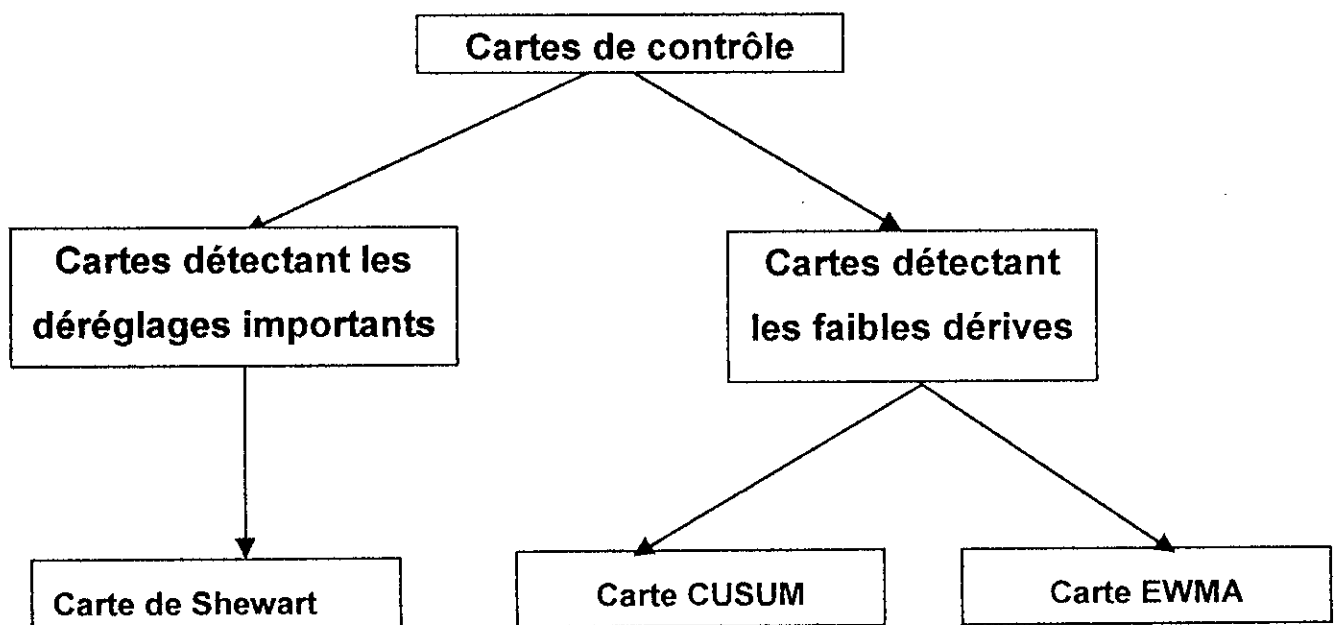 Cartes de contrôle
Cartes détectant les
déréglages importants
Cartes détectant
les faibles dérives
Carte de Shewart
Carte CUSUM
Carte EWMA